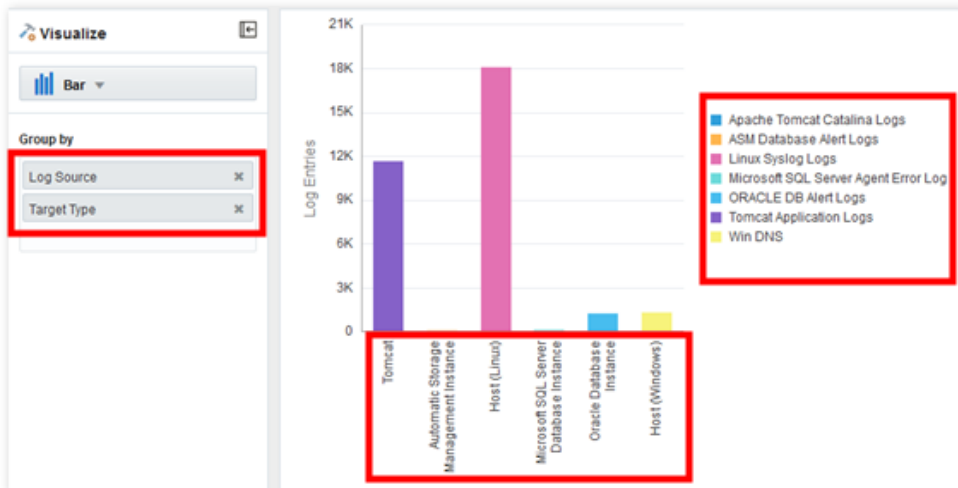 Visualize
Bar
Group by
Log Source
Target Type
21K
18K
15K
12K
9K
6K
3K
0
Log Entries
Tomcat
Automatic Storage
Management Instance
Host (Linux)
Microsoft SQL Server
Database Instance
Oracle Database
Instance
Host (Windows)
Apache Tomcat Catalina Logs
ASM Database Alert Logs
Linux Syslog Logs
Microsoft SQL Server Agent Error Log
ORACLE DB Alert Logs
Tomcat Application Logs
Win DNS